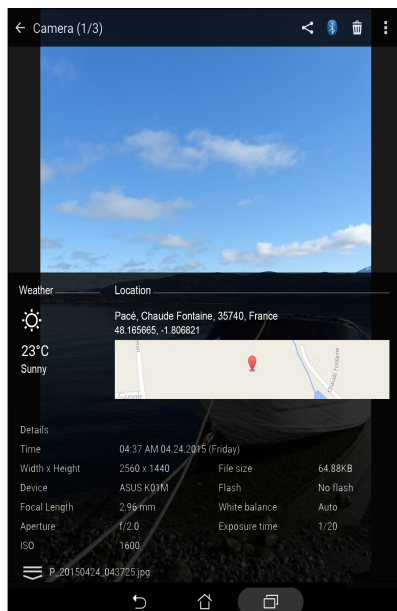 Camera (1/3)
Weather Location
Pacé, Chaude Fontaine, 35740, France
48.165665, -1.806821
23°C
Sunny
Chaude Fontaine
Google
Details
Time 04:37 AM 04.24.2015 (Friday)
Width x Height 2560 x 1440 File size 64.88KB
Device ASUS K01M Flash No flash
Focal Length 2.96 mm White balance Auto
Aperture f/2.0 Exposure time 1/20
ISO 1600
P_20150424_043725.jpg